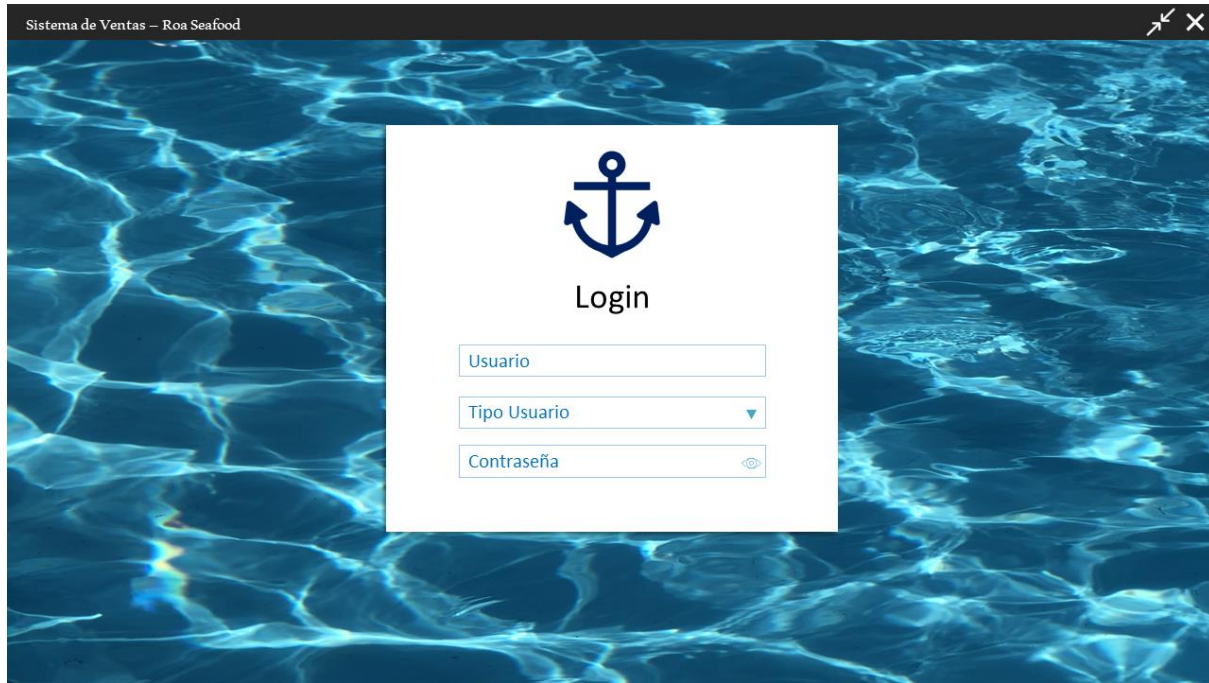 Sistema de Ventas – Roa Seafood
Login
Usuario
Tipo Usuario
Contraseña